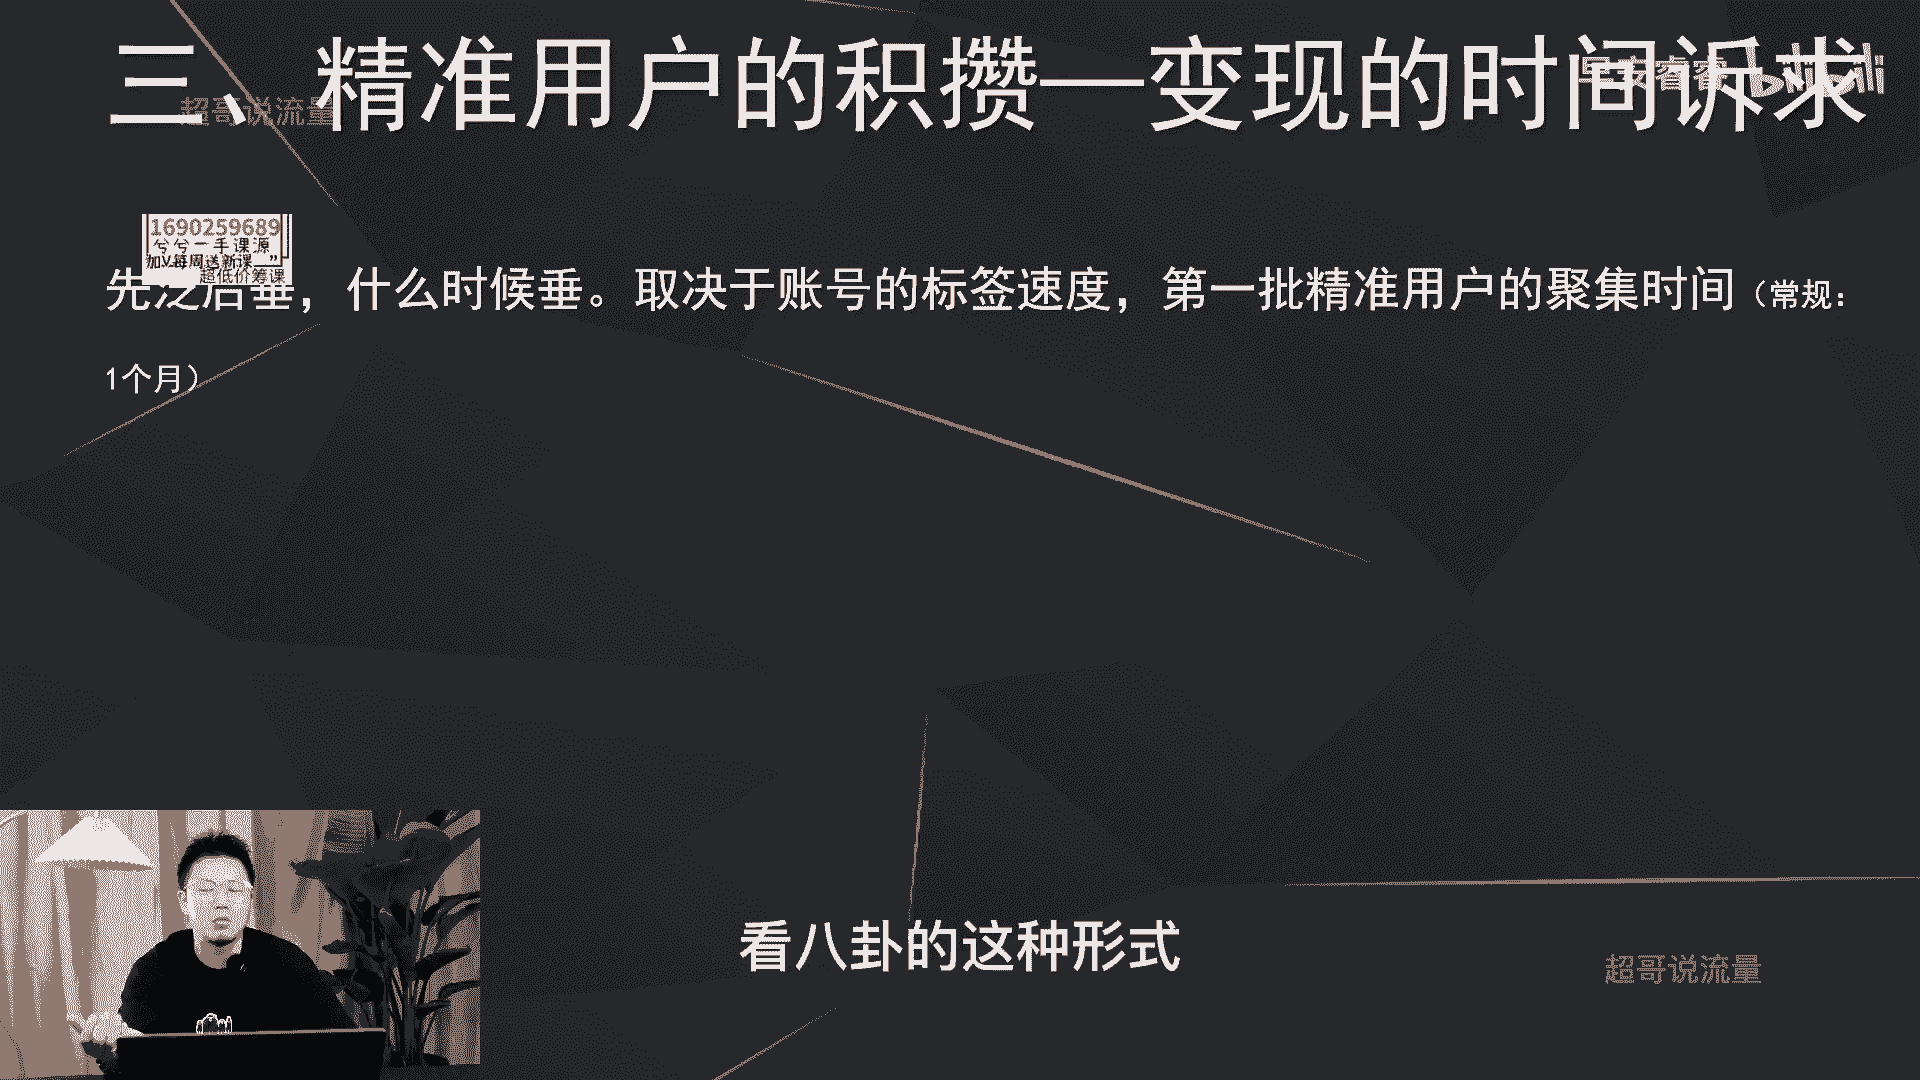 三、精准用户的积攒—变现的时间诉求
超哥说流量
bilibili
1690259689
兮兮一手课源
加V每周送新课
超低价筹课
先泛后垂，什么时候垂。取决于账号的标签速度，第一批精准用户的聚集时间（常规：
1个月）
看八卦的这种形式
超哥说流量